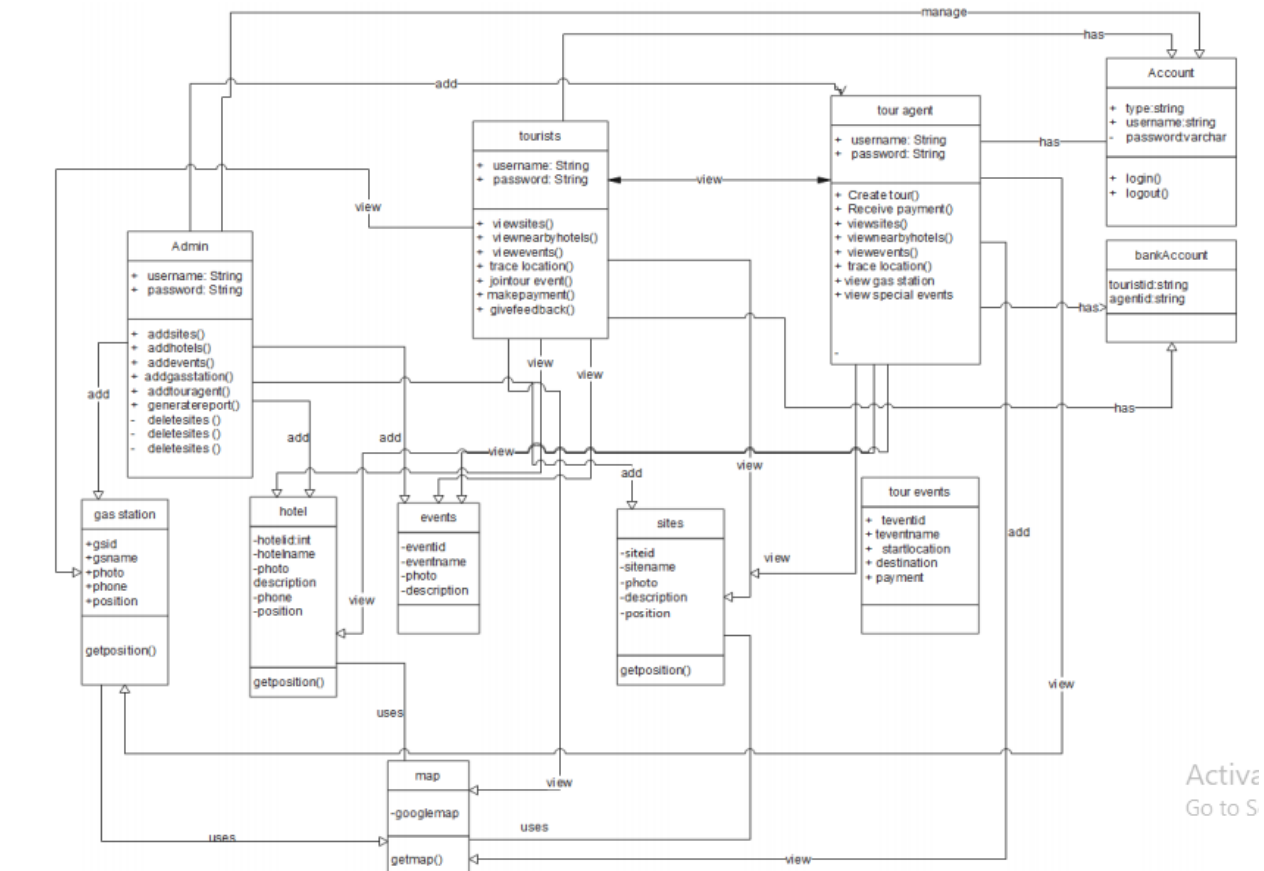 manage
has
Account
+ type:string
+ username:string
- password:varchar
+ login()
+ logout()
add
tour agent
+ username: String
+ password: String
+ Create tour()
+ Receive payment()
+ viewsites()
+ viewnearbyhotels()
+ viewevents()
+ trace location()
+ view gas station
+ view special events
-
has
tourists
+ username: String
+ password: String
+ viewsites()
+ viewnearbyhotels()
+ viewevents()
+ trace location()
+ jointour event()
+ makepayment()
+ givefeedback()
view
view
Admin
+ username: String
+ password: String
+ addsites()
+ addhotels()
+ addevents()
+ addgasstation()
+ addtouragent()
+ generatereport()
- deletesites ()
- deletesites ()
- deletesites ()
bankAccount
touristid:string
agentid:string
has
has
view
view
add
add
add
view
add
view
gas station
+gsid
+gsname
+photo
+phone
+position
getposition()
hotel
-hotelid:int
-hotelname
-photo
description
-phone
-position
getposition()
events
-eventid
-eventname
-photo
-description
sites
-siteid
-sitename
-photo
-description
-position
getposition()
tour events
+ teventid
+ teventname
+ startlocation
+ destination
+ payment
add
view
view
view
uses
map
-googlemap
getmap()
view
uses
uses
view
Activa
Go to S